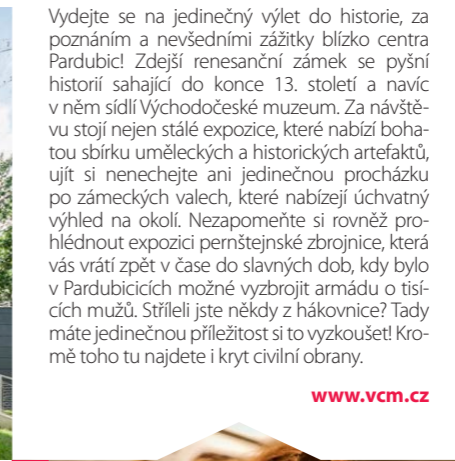 Vydejte se na jedinečný výlet do historie, za
poznáním a nevšedními zážitky blízko centra
Pardubic! Zdejší renesanční zámek se pyšní
historií sahající do konce 13. století a navíc
v něm sídlí Východočeské muzeum. Za návště-
vu stojí nejen stálé expozice, které nabízí boha-
tou sbírku uměleckých a historických artefaktů,
ujít si nenechejte ani jedinečnou procházku
po zámeckých valech, které nabízejí úchvatný
výhled na okolí. Nezapomeňte si rovněž pro-
hlédnout expozici pernštejnské zbrojnice, která
vás vrátí zpět v čase do slavných dob, kdy bylo
v Pardubicicích možné vyzbrojit armádu o tisí-
cích mužů. Stříleli jste někdy z hákovnice? Tady
máte jedinečnou příležitost si to vyzkoušet! Kro-
mě toho tu najdete i kryt civilní obrany.
www.vcm.cz